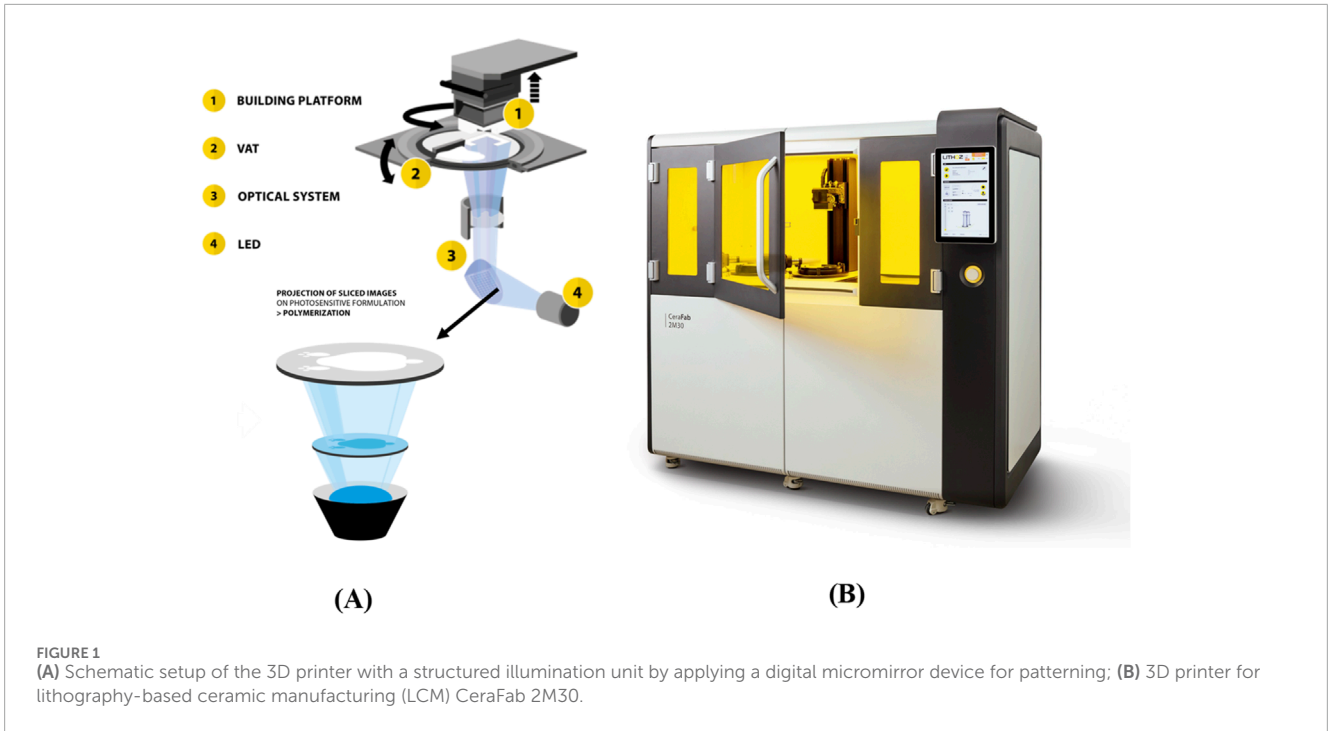 1 BUILDING PLATFORM
2 VAT
3 OPTICAL SYSTEM
4 LED
1
2
3
4
PROJECTION OF SLICED IMAGES
ON PHOTOSENSITIVE FORMULATION
> POLYMERIZATION
CeraFab
2M30
(A)
(B)
FIGURE 1
(A) Schematic setup of the 3D printer with a structured illumination unit by applying a digital micromirror device for patterning; (B) 3D printer for
lithography-based ceramic manufacturing (LCM) CeraFab 2M30.